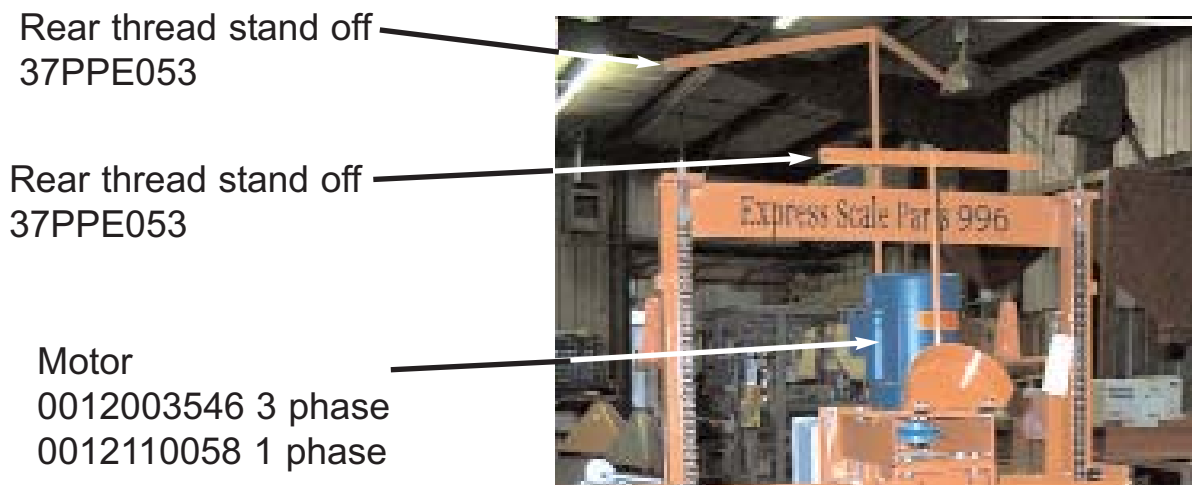 Rear thread stand off
37PPE053
Rear thread stand off
37PPE053
Express Scale Parts 996
Motor
0012003546 3 phase
0012110058 1 phase